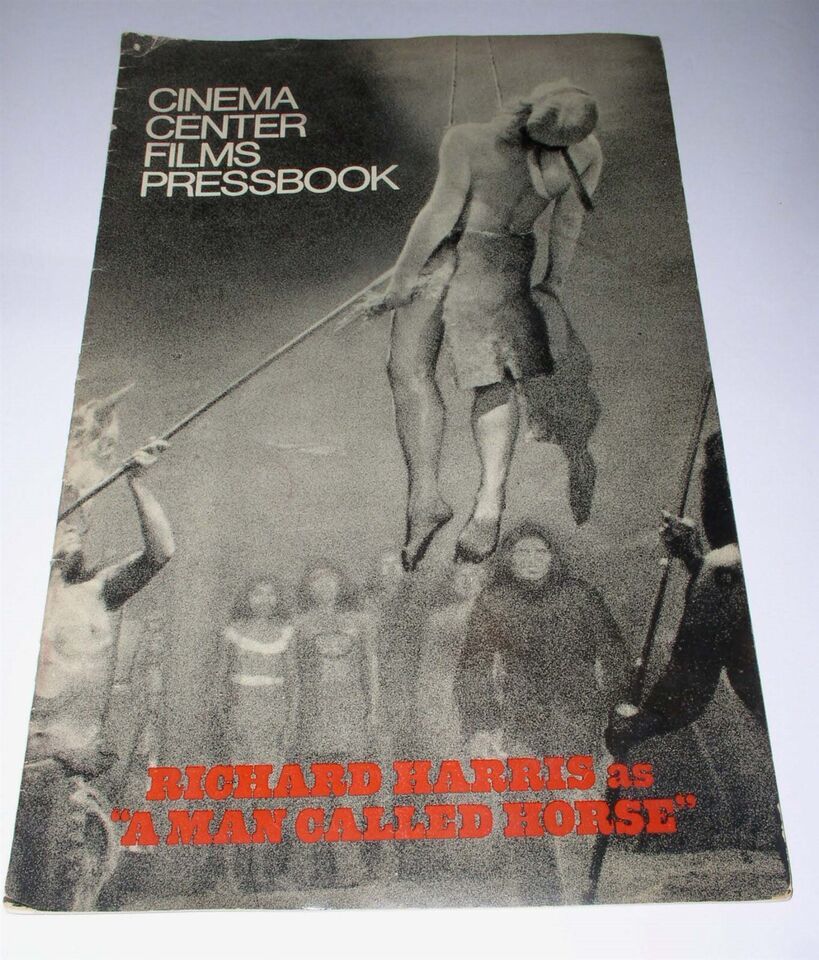 CINEMA
CENTER
FILMS
PRESSBOOK
RICHARD HARRIS as
"A MAN CALLED HORSE"